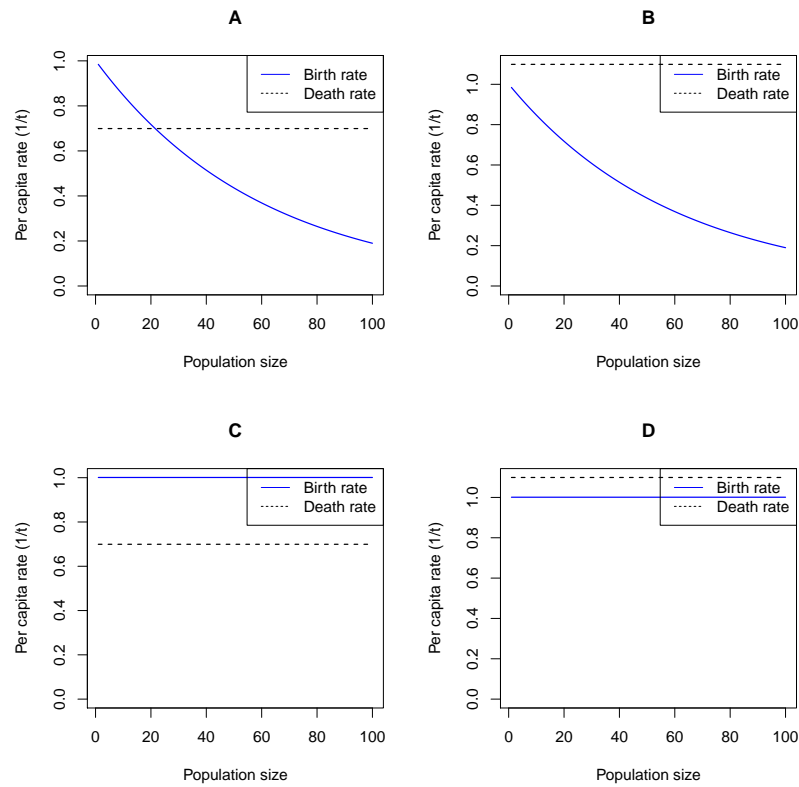 A
Per capita rate (1/t)
1.0
0.8
0.6
0.4
0.2
0.0
Birth rate
Death rate
0 20 40 60 80 100
Population size
B
Per capita rate (1/t)
1.0
0.8
0.6
0.4
0.2
0.0
Birth rate
Death rate
0 20 40 60 80 100
Population size
C
Per capita rate (1/t)
1.0
0.8
0.6
0.4
0.2
0.0
Birth rate
Death rate
0 20 40 60 80 100
Population size
D
Per capita rate (1/t)
1.0
0.8
0.6
0.4
0.2
0.0
Birth rate
Death rate
0 20 40 60 80 100
Population size